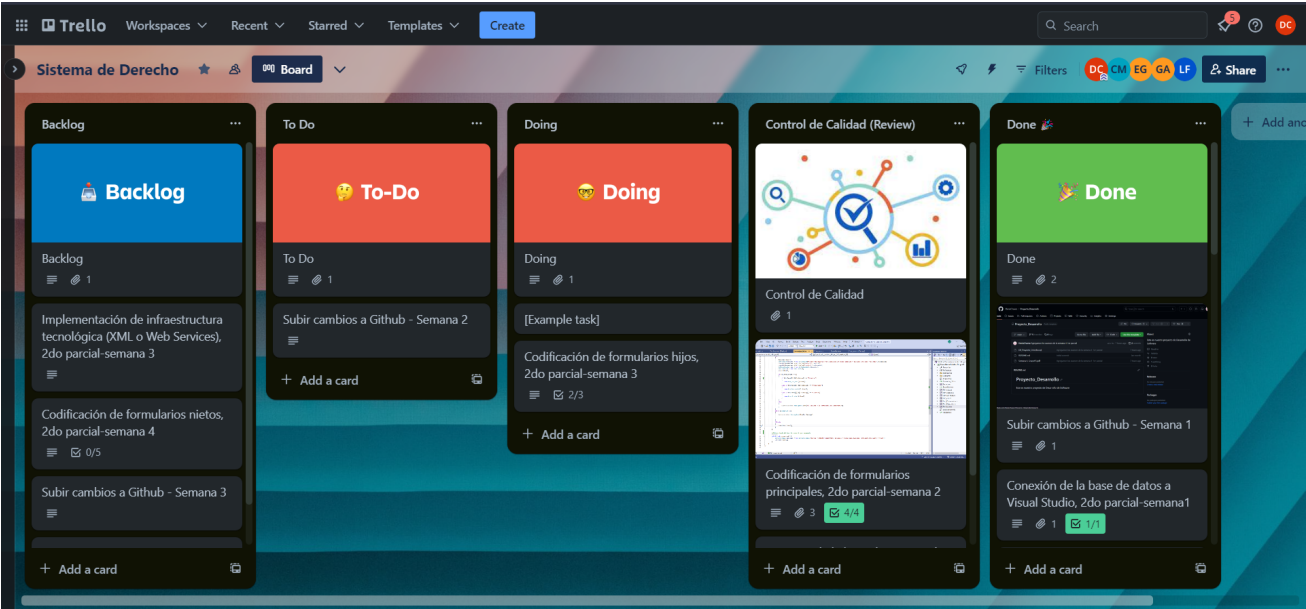 Trello Workspaces Recent Starred Templates Create Search 5 DC
Sistema de Derecho Board Filters DC CM EG GA LF Share
Backlog
Backlog
Backlog
1
Implementación de infraestructura
tecnológica (XML o Web Services),
2do parcial-semana 3
Codificación de formularios nietos,
2do parcial-semana 4
0/5
Subir cambios a Github - Semana 3
+ Add a card
To Do
To-Do
To Do
1
Subir cambios a Github - Semana 2
+ Add a card
Doing
Doing
Doing
1
[Example task]
Codificación de formularios hijos,
2do parcial-semana 3
2/3
+ Add a card
Control de Calidad (Review)
Control de Calidad
1
Codificación de formularios
principales, 2do parcial-semana 2
3 4/4
+ Add a card
Done
Done
Done
2
Proyecto_Desarrollo
Subir cambios a Github - Semana 1
1
Conexión de la base de datos a
Visual Studio, 2do parcial-semana1
1 1/1
+ Add a card
+ Add ano